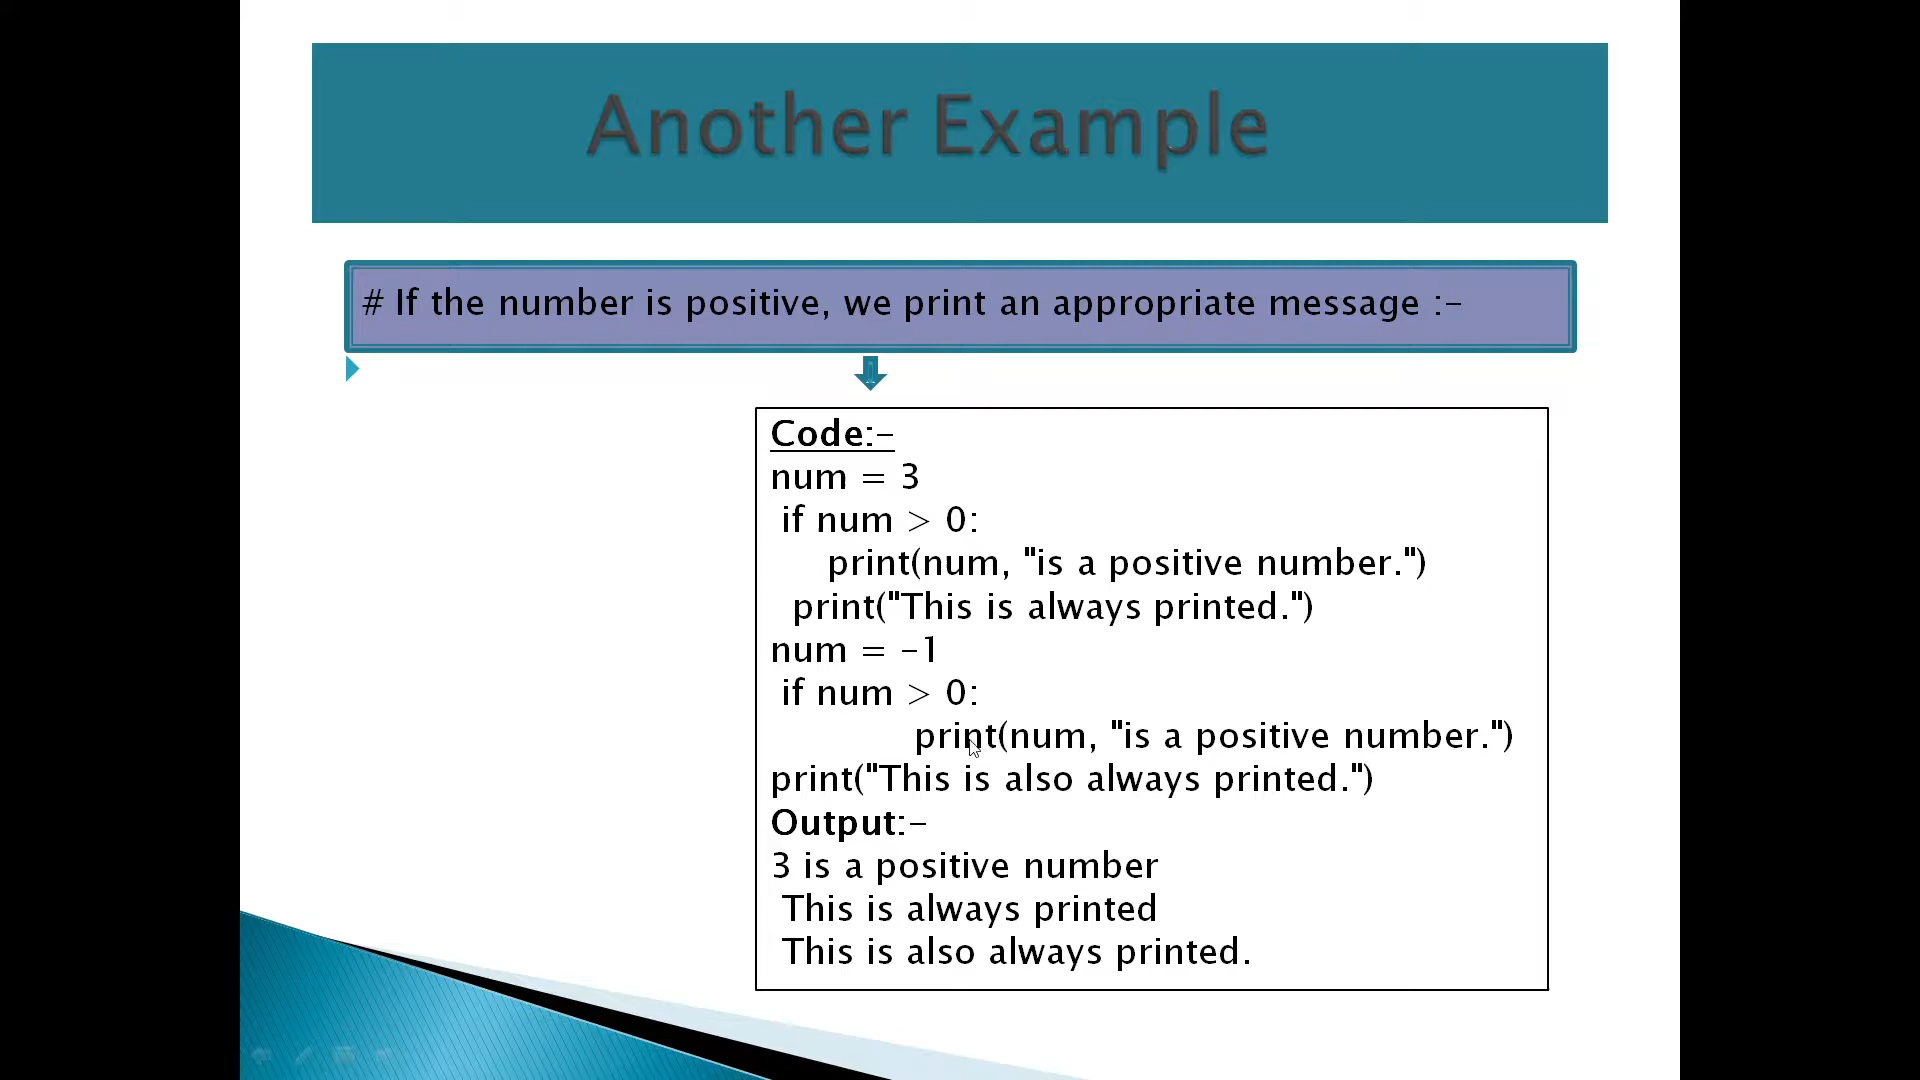 Another Example
# If the number is positive, we print an appropriate message :-
Code:-
num = 3
if num > 0:
print(num, "is a positive number.")
print("This is always printed.")
num = -1
if num > 0:
print(num, "is a positive number.")
print("This is also always printed.")
Output:-
3 is a positive number
This is always printed
This is also always printed.